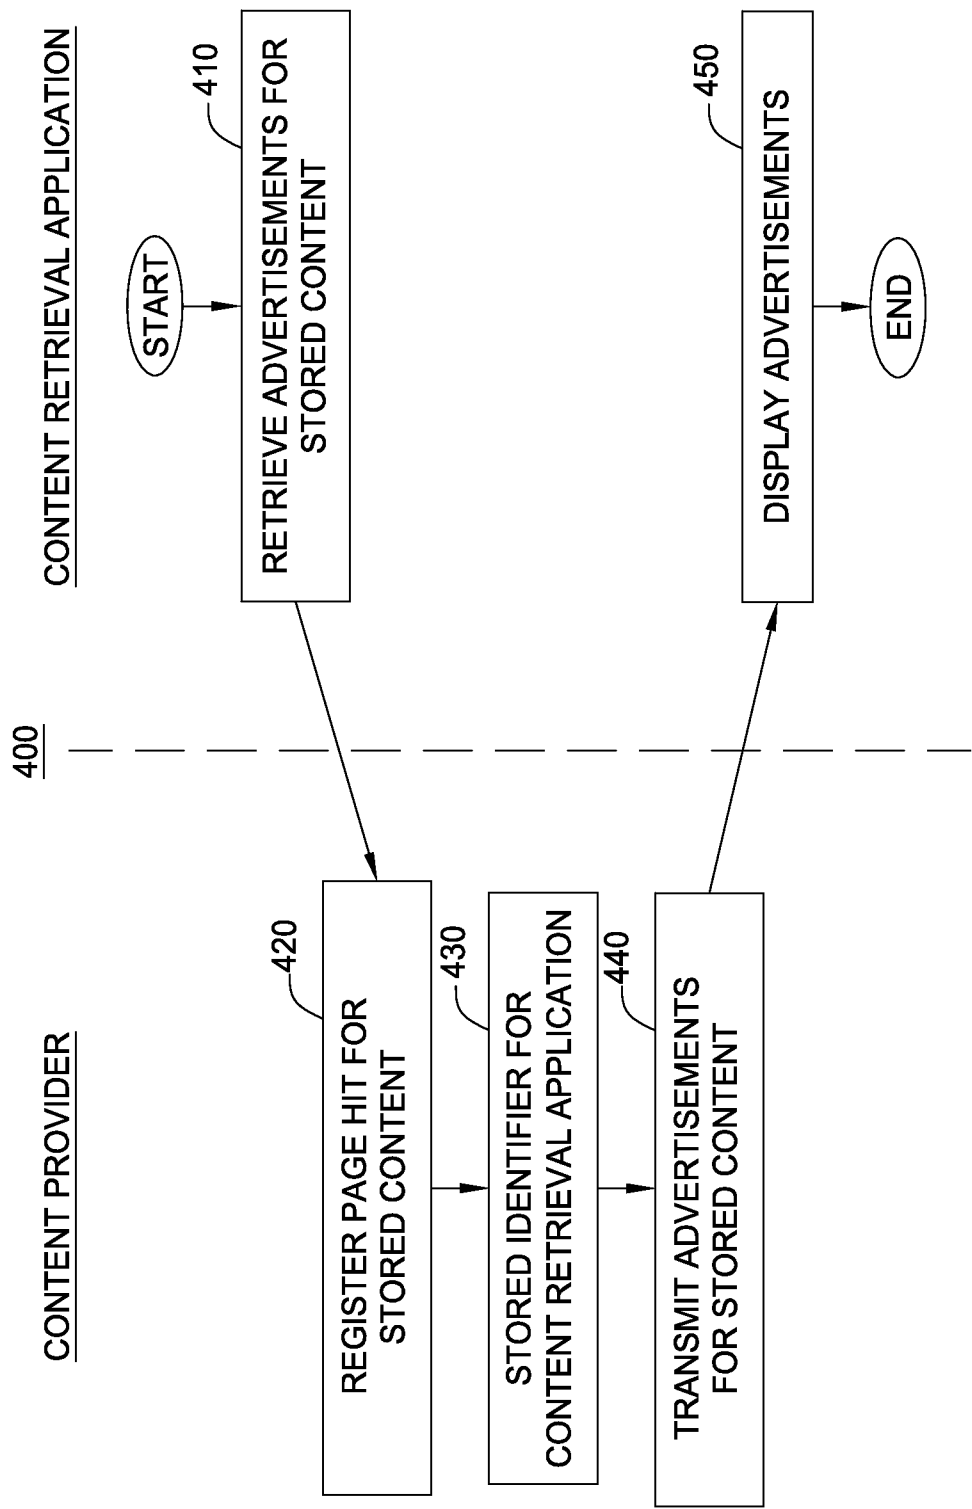 400
CONTENT PROVIDER
CONTENT RETRIEVAL APPLICATION
START
410
RETRIEVE ADVERTISEMENTS FOR
STORED CONTENT
420
REGISTER PAGE HIT FOR
STORED CONTENT
430
STORED IDENTIFIER FOR
CONTENT RETRIEVAL APPLICATION
440
TRANSMIT ADVERTISEMENTS
FOR STORED CONTENT
450
DISPLAY ADVERTISEMENTS
END